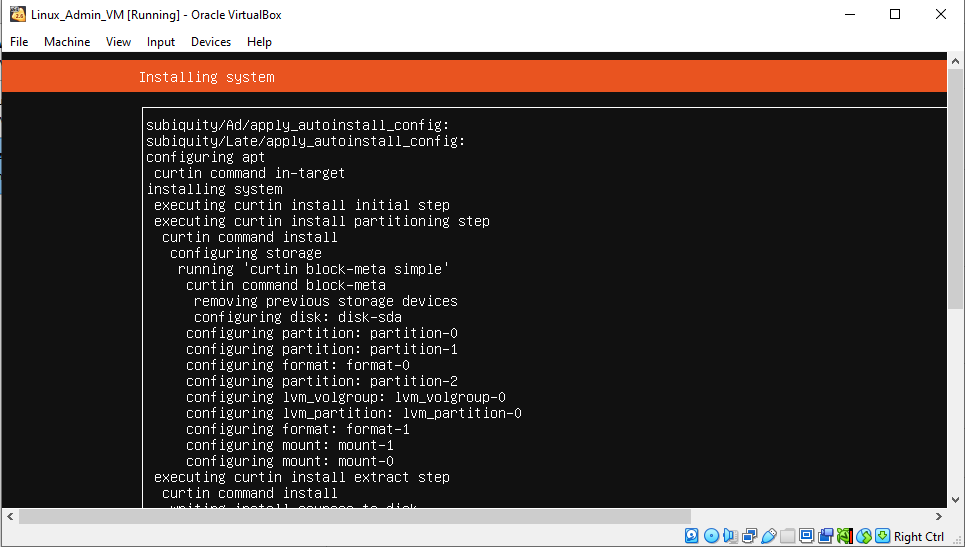 Linux_Admin_VM [Running] - Oracle VirtualBox
File Machine View Input Devices Help
Installing system
subiquity/Ad/apply_autoinstall_config:
subiquity/Late/apply_autoinstall_config:
configuring apt
curtin command in-target
installing system
executing curtin install initial step
executing curtin install partitioning step
curtin command install
configuring storage
running 'curtin block-meta simple'
curtin command block-meta
removing previous storage devices
configuring disk: disk-sda
configuring partition: partition-0
configuring partition: partition-1
configuring format: format-0
configuring partition: partition-2
configuring lvm_volgroup: lvm_volgroup-0
configuring lvm_partition: lvm_partition-0
configuring format: format-1
configuring mount: mount-1
configuring mount: mount-0
executing curtin install extract step
curtin command install
writing install sources to disk
Right Ctrl